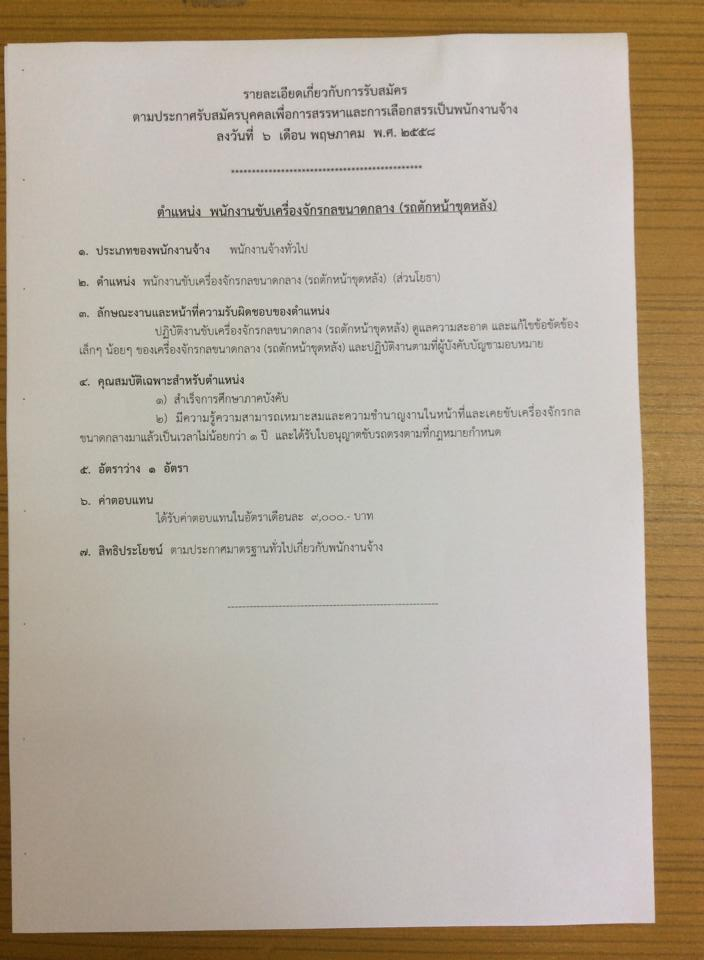 รายละเอียดเกี่ยวกับการรับสมัคร
ตามประกาศรับสมัครบุคคลเพื่อการสรรหาและการเลือกสรรเป็นพนักงานจ้าง
ลงวันที่ ๖ เดือน พฤษภาคม พ.ศ. ๒๕๕๘
ตำแหน่ง พนักงานขับเครื่องจักรกลขนาดกลาง (รถตักหน้าขุดหลัง)
๑. ประเภทของพนักงานจ้าง พนักงานจ้างทั่วไป
๒. ตำแหน่ง พนักงานขับเครื่องจักรกลขนาดกลาง (รถตักหน้าขุดหลัง) (ส่วนโยธา)
๓. ลักษณะงานและหน้าที่ความรับผิดชอบของตำแหน่ง
ปฏิบัติงานขับเครื่องจักรกลขนาดกลาง (รถตักหน้าขุดหลัง) ดูแลความสะอาด และแก้ไขข้อขัดข้อง
เล็กๆ น้อยๆ ของเครื่องจักรกลขนาดกลาง (รถตักหน้าขุดหลัง) และปฏิบัติงานตามที่ผู้บังคับบัญชามอบหมาย
๔. คุณสมบัติเฉพาะสำหรับตำแหน่ง
๑) สำเร็จการศึกษาภาคบังคับ
๒) มีความรู้ความสามารถเหมาะสมและความชำนาญงานในหน้าที่และเคยขับเครื่องจักรกล
ขนาดกลางมาแล้วเป็นเวลาไม่น้อยกว่า ๑ ปี และได้รับใบอนุญาตขับรถตรงตามที่กฎหมายกำหนด
๕. อัตราว่าง ๑ อัตรา
๖. ค่าตอบแทน
ได้รับค่าตอบแทนในอัตราเดือนละ ๙,๐๐๐.- บาท
๗. สิทธิประโยชน์ ตามประกาศมาตรฐานทั่วไปเกี่ยวกับพนักงานจ้าง